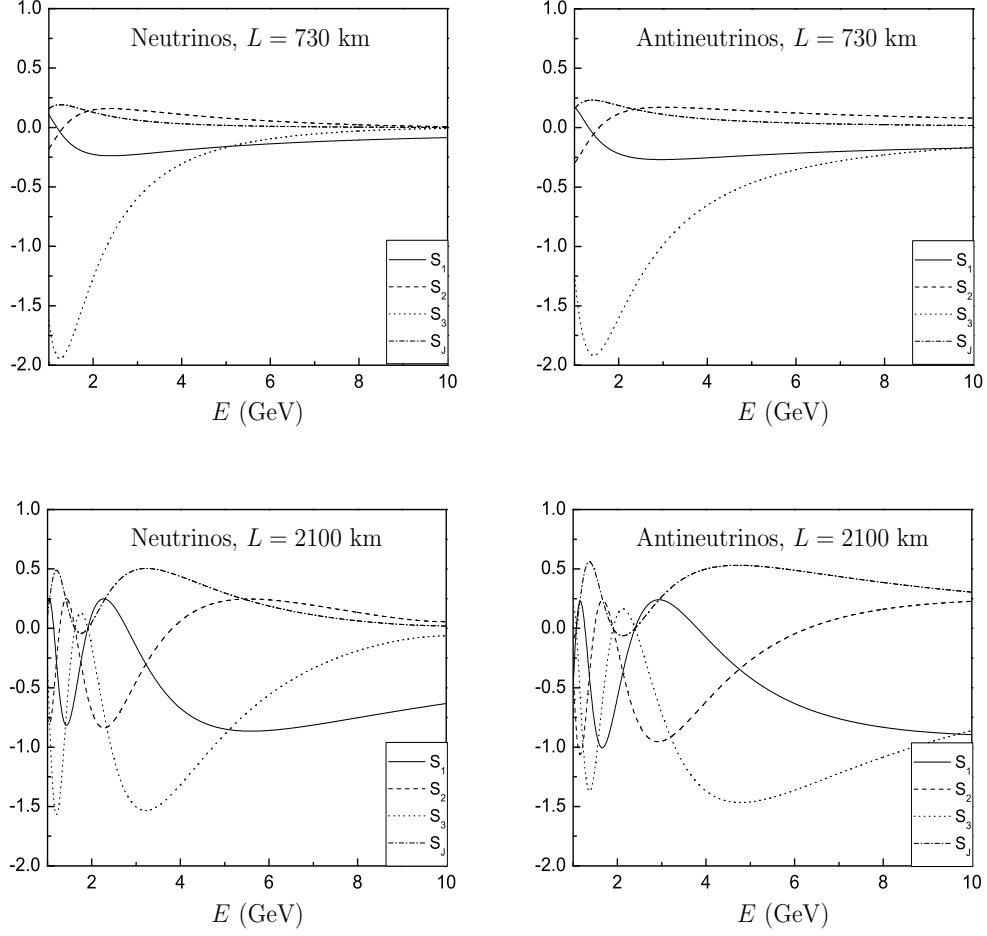 Neutrinos, L = 730 km
1.0
0.5
0.0
-0.5
-1.0
-1.5
-2.0
2 4 6 8 10
E (GeV)
S1
S2
S3
SJ
Antineutrinos, L = 730 km
1.0
0.5
0.0
-0.5
-1.0
-1.5
-2.0
2 4 6 8 10
E (GeV)
S1
S2
S3
SJ
Neutrinos, L = 2100 km
1.0
0.5
0.0
-0.5
-1.0
-1.5
-2.0
2 4 6 8 10
E (GeV)
S1
S2
S3
SJ
Antineutrinos, L = 2100 km
1.0
0.5
0.0
-0.5
-1.0
-1.5
-2.0
2 4 6 8 10
E (GeV)
S1
S2
S3
SJ